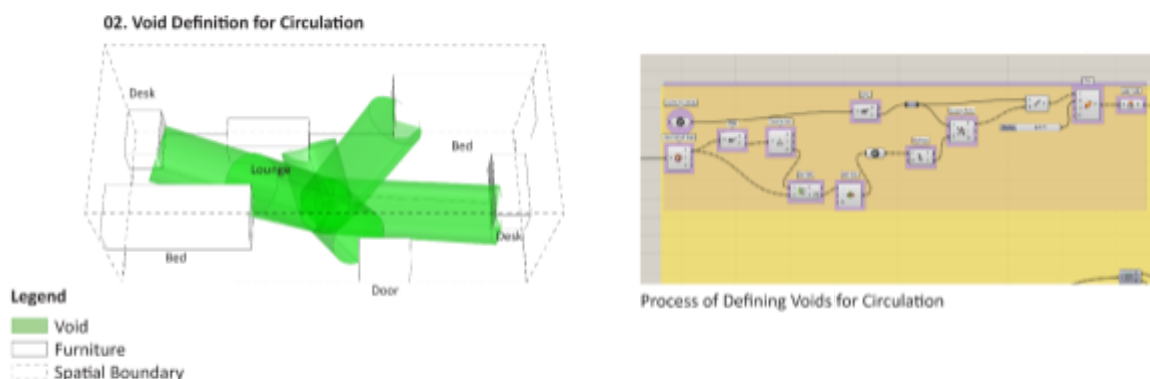 02. Void Definition for Circulation
Desk
Bed
Lounge
Desk
Bed
Door
Legend
Void
Furniture
Spatial Boundary
Process of Defining Voids for Circulation